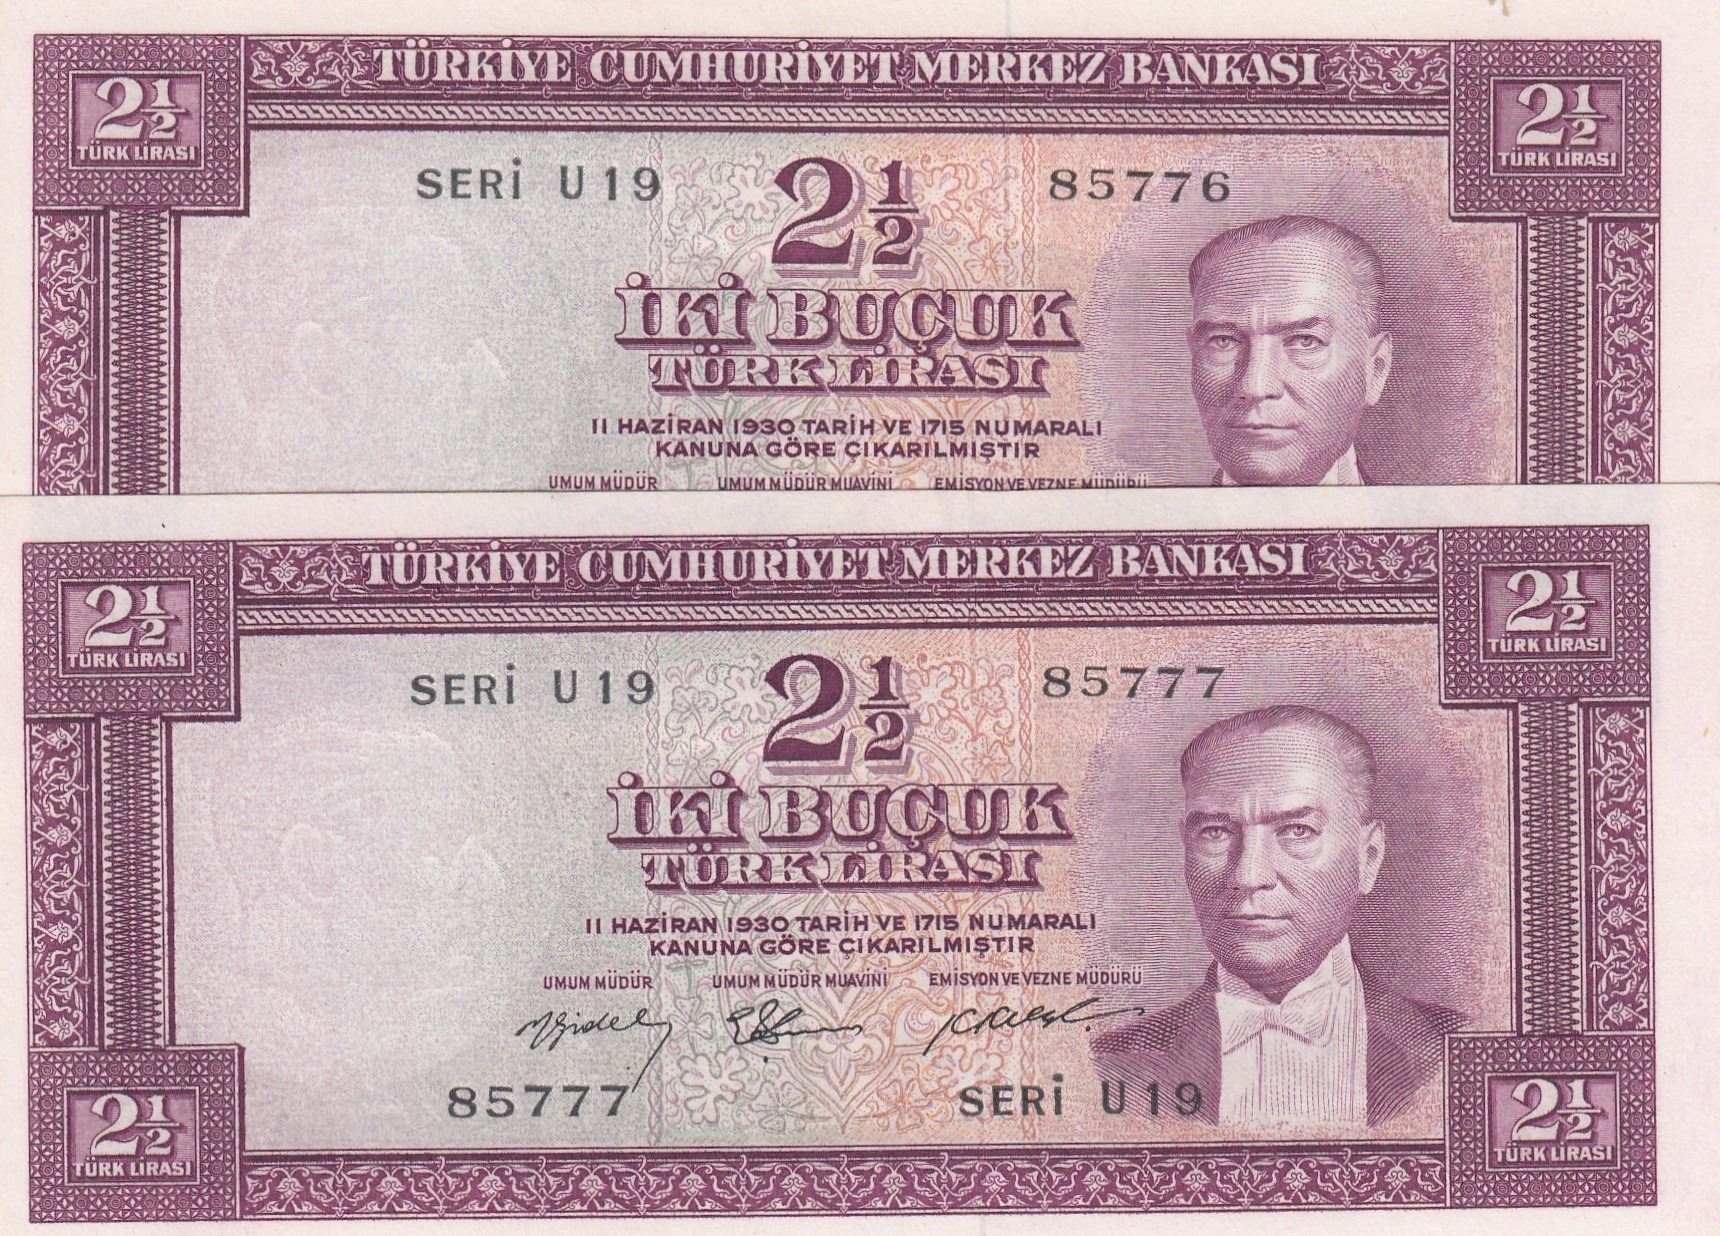 TÜRKİYE CUMHURİYET MERKEZ BANKASI
2½ TÜRK LİRASI
2½ TÜRK LİRASI
SERİ U 19
2½
85776
İKİ BUÇUK
TÜRK LİRASI
11 HAZİRAN 1930 TARİH VE 1715 NUMARALI
KANUNA GÖRE ÇIKARILMIŞTIR
UMUM MÜDÜR UMUM MÜDÜR MUAVİNİ EMİSYON VE VEZNE MÜDÜRÜ
TÜRKİYE CUMHURİYET MERKEZ BANKASI
2½ TÜRK LİRASI
2½ TÜRK LİRASI
SERİ U 19
2½
85777
İKİ BUÇUK
TÜRK LİRASI
11 HAZİRAN 1930 TARİH VE 1715 NUMARALI
KANUNA GÖRE ÇIKARILMIŞTIR
UMUM MÜDÜR UMUM MÜDÜR MUAVİNİ EMİSYON VE VEZNE MÜDÜRÜ
85777
SERİ U 19
2½ TÜRK LİRASI
2½ TÜRK LİRASI